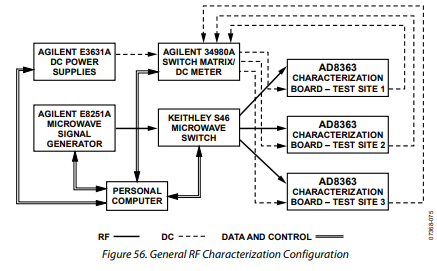 AGILENT E3631A
DC POWER
SUPPLIES
AGILENT 34980A
SWITCH MATRIX/
DC METER
AD8363
CHARACTERIZATION
BOARD – TEST SITE 1
AGILENT E8251A
MICROWAVE
SIGNAL
GENERATOR
KEITHLEY S46
MICROWAVE
SWITCH
AD8363
CHARACTERIZATION
BOARD – TEST SITE 2
PERSONAL
COMPUTER
AD8363
CHARACTERIZATION
BOARD – TEST SITE 3
RF
DC
DATA AND CONTROL
07368-075
Figure 56. General RF Characterization Configuration